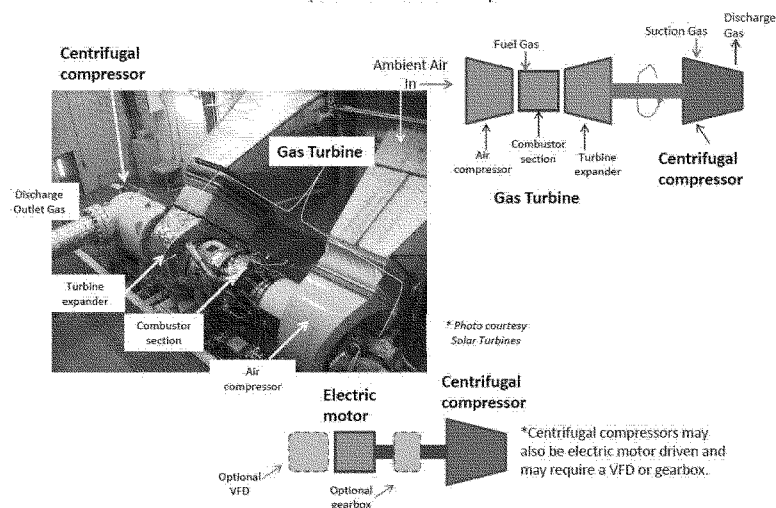 Centrifugal
compressor
Ambient Air
In
Fuel Gas
Suction Gas
Discharge
Gas
Air
compressor
Combustor
section
Turbine
expander
Centrifugal
compressor
Gas Turbine
Gas Turbine
Discharge
Outlet Gas
Turbine
expander
Combustor
section
Air
compressor
* Photo courtesy
Solar Turbines
Electric
motor
Centrifugal
compressor
Optional
VFD
Optional
gearbox
*Centrifugal compressors may
also be electric motor driven and
may require a VFD or gearbox.